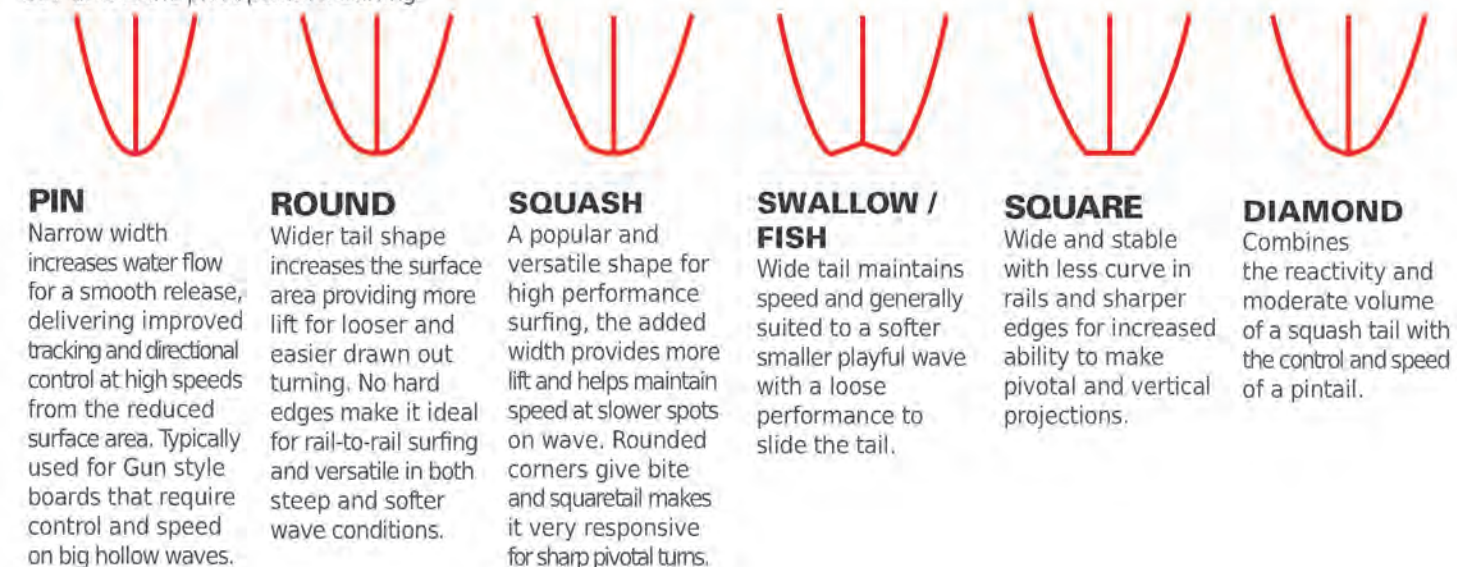 PIN
Narrow width
increases water flow
for a smooth release,
delivering improved
tracking and directional
control at high speeds
from the reduced
surface area. Typically
used for Gun style
boards that require
control and speed
on big hollow waves.
ROUND
Wider tail shape
increases the surface
area providing more
lift for looser and
easier drawn out
turning. No hard
edges make it ideal
for rail-to-rail surfing
and versatile in both
steep and softer
wave conditions.
SQUASH
A popular and
versatile shape for
high performance
surfing, the added
width provides more
lift and helps maintain
speed at slower spots
on wave. Rounded
corners give bite
and squaretail makes
it very responsive
for sharp pivotal turns.
SWALLOW /
FISH
Wide tail maintains
speed and generally
suited to a softer
smaller playful wave
with a loose
performance to
slide the tail.
SQUARE
Wide and stable
with less curve in
rails and sharper
edges for increased
ability to make
pivotal and vertical
projections.
DIAMOND
Combines
the reactivity and
moderate volume
of a squash tail with
the control and speed
of a pintail.